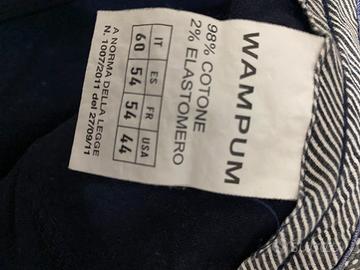 WAMPUM
98% COTONE
2% ELASTOMERO
IT ES FR USA
60 54 54 44
A NORMA DELLA LEGGE
N. 1007/2011 del 27/09/11